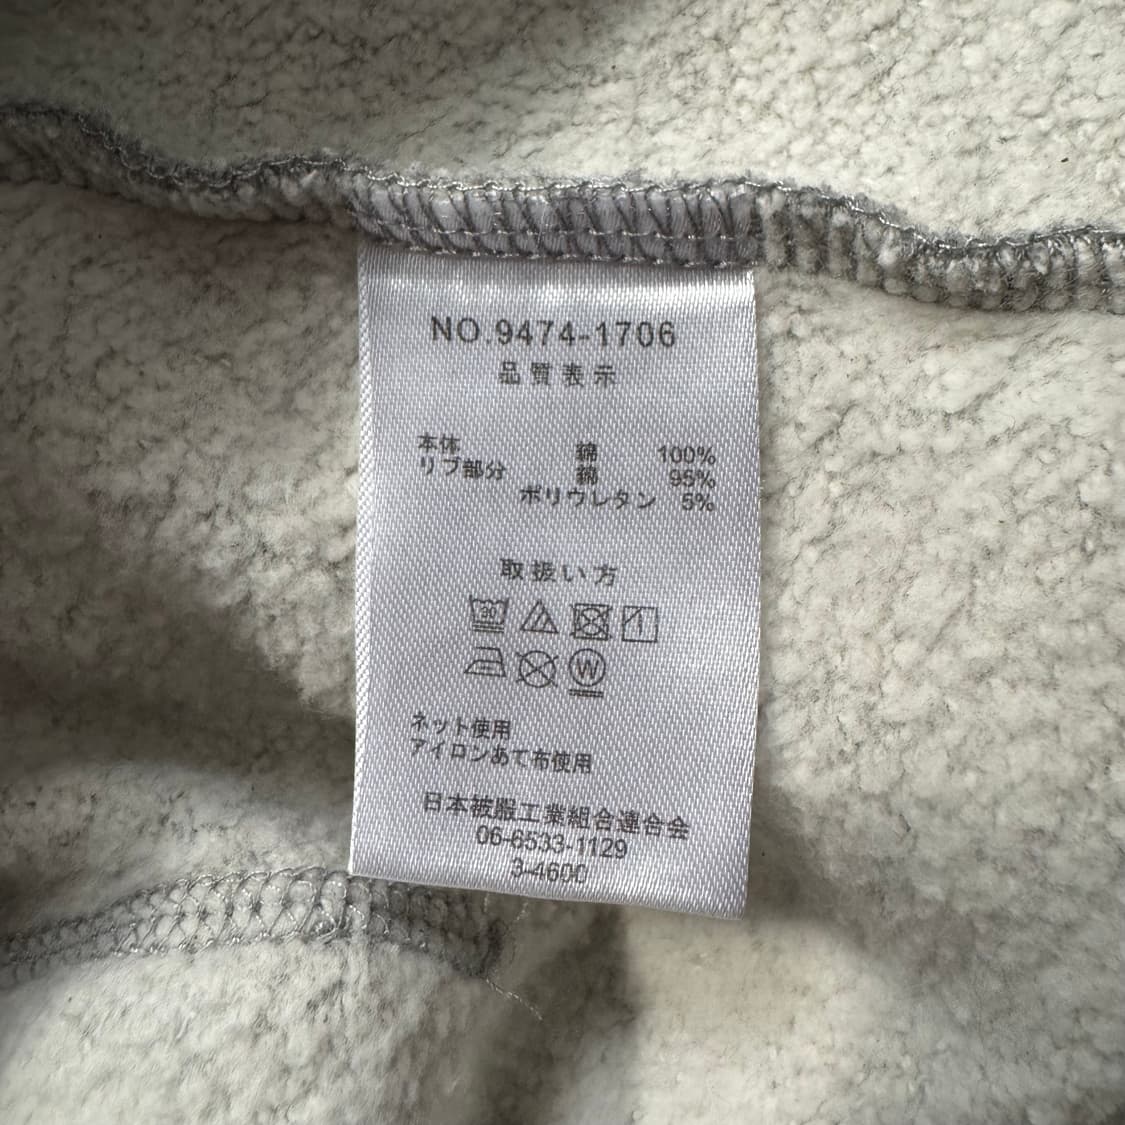 NO.9474-1706
品質表示
本体 綿 100%
リブ部分 綿 95%
ポリウレタン 5%
取扱い方
30
W
ネット使用
アイロンあて布使用
日本被服工業組合連合会
06-6533-1129
3-4600